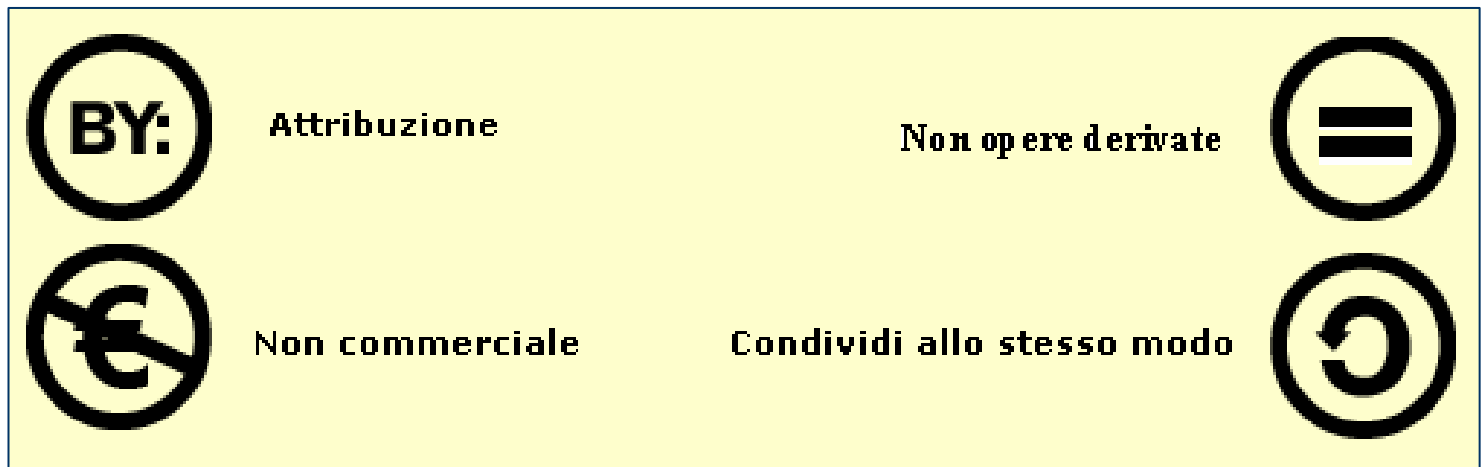 BY:
Attribuzione
Non opere derivate
€
Non commerciale
Condividi allo stesso modo